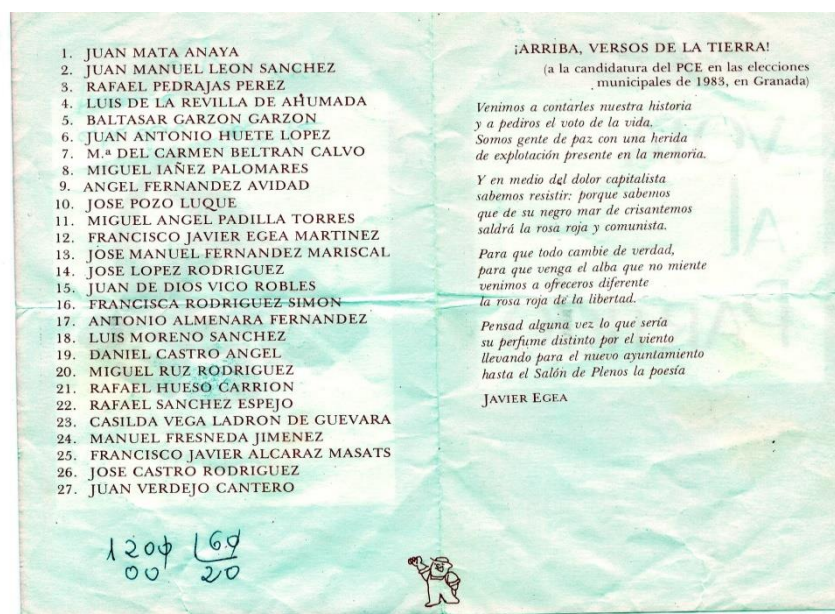 1. JUAN MATA ANAYA
2. JUAN MANUEL LEON SANCHEZ
3. RAFAEL PEDRAJAS PEREZ
4. LUIS DE LA REVILLA DE AHUMADA
5. BALTASAR GARZON GARZON
6. JUAN ANTONIO HUETE LOPEZ
7. M.ª DEL CARMEN BELTRAN CALVO
8. MIGUEL IAÑEZ PALOMARES
9. ANGEL FERNANDEZ AVIDAD
10. JOSE POZO LUQUE
11. MIGUEL ANGEL PADILLA TORRES
12. FRANCISCO JAVIER EGEA MARTINEZ
13. JOSE MANUEL FERNANDEZ MARISCAL
14. JOSE LOPEZ RODRIGUEZ
15. JUAN DE DIOS VICO ROBLES
16. FRANCISCA RODRIGUEZ SIMON
17. ANTONIO ALMENARA FERNANDEZ
18. LUIS MORENO SANCHEZ
19. DANIEL CASTRO ANGEL
20. MIGUEL RUZ RODRIGUEZ
21. RAFAEL HUESO CARRION
22. RAFAEL SANCHEZ ESPEJO
23. CASILDA VEGA LADRON DE GUEVARA
24. MANUEL FRESNEDA JIMENEZ
25. FRANCISCO JAVIER ALCARAZ MASATS
26. JOSE CASTRO RODRIGUEZ
27. JUAN VERDEJO CANTERO
1200 60
00 20
¡ARRIBA, VERSOS DE LA TIERRA!
(a la candidatura del PCE en las elecciones
municipales de 1983, en Granada)
Venimos a contarles nuestra historia
y a pediros el voto de la vida.
Somos gente de paz con una herida
de explotación presente en la memoria.
Y en medio del dolor capitalista
sabemos resistir: porque sabemos
que de su negro mar de crisantemos
saldrá la rosa roja y comunista.
Para que todo cambie de verdad,
para que venga el alba que no miente
venimos a ofreceros diferente
la rosa roja de la libertad.
Pensad alguna vez lo que sería
su perfume distinto por el viento
llevando para el nuevo ayuntamiento
hasta el Salón de Plenos la poesía
JAVIER EGEA